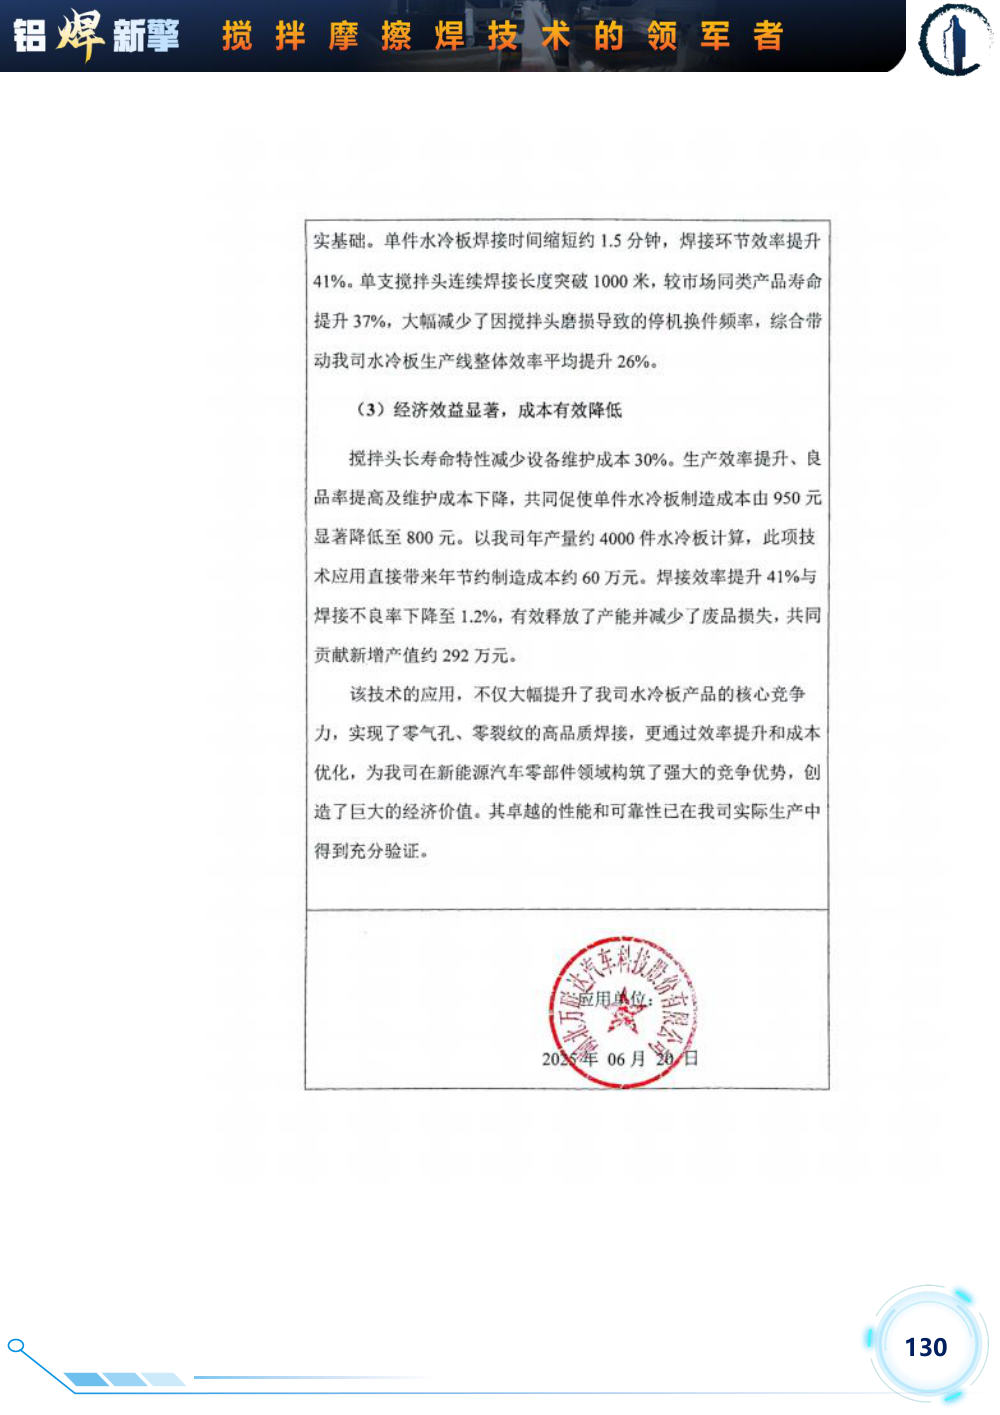 铝焊新擎 搅拌摩擦焊技术的领军者
实基础。单件水冷板焊接时间缩短约 1.5 分钟，焊接环节效率提升
41%。单支搅拌头连续焊接长度突破 1000 米，较市场同类产品寿命
提升 37%，大幅减少了因搅拌头磨损导致的停机换件频率，综合带
动我司水冷板生产线整体效率平均提升 26%。
（3）经济效益显著，成本有效降低
搅拌头长寿命特性减少设备维护成本 30%。生产效率提升、良
品率提高及维护成本下降，共同促使单件水冷板制造成本由 950 元
显著降低至 800 元。以我司年产量约 4000 件水冷板计算，此项技
术应用直接带来年节约制造成本约 60 万元。焊接效率提升 41%与
焊接不良率下降至 1.2%，有效释放了产能并减少了废品损失，共同
贡献新增产值约 292 万元。
该技术的应用，不仅大幅提升了我司水冷板产品的核心竞争
力，实现了零气孔、零裂纹的高品质焊接，更通过效率提升和成本
优化，为我司在新能源汽车零部件领域构筑了强大的竞争优势，创
造了巨大的经济价值。其卓越的性能和可靠性已在我司实际生产中
得到充分验证。
湖北万联达汽车科技股份有限公司
应用单位：
2025 年 06 月 20 日
130